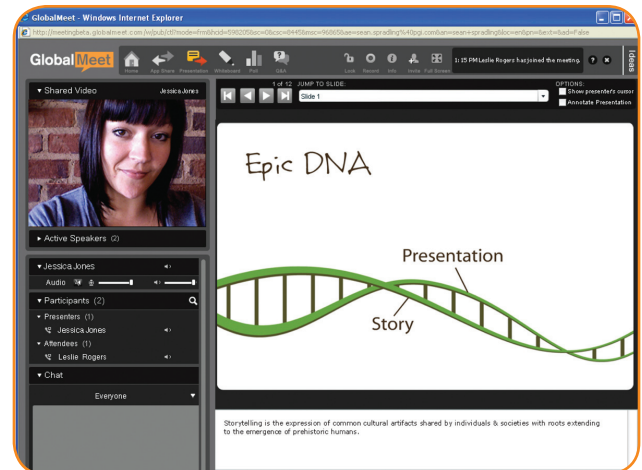 GlobalMeet - Windows Internet Explorer
GlobalMeet
Home
App Share
Presentation
Whiteboard
Poll
Q&A
Lock
Record
Info
Invite
Full Screen
1:15 PM Leslie Rogers has joined the meeting.
?
Ideas
Shared Video
Jessica Jones
1 of 12 JUMP TO SLIDE:
Slide 1
OPTIONS:
Show presenter's cursor
Annotate Presentation
Active Speakers (2)
Jessica Jones
Audio
Participants (2)
Presenters (1)
Jessica Jones
Attendees (1)
Leslie Rogers
Chat
Everyone
Epic DNA
Presentation
Story
Storytelling is the expression of common cultural artifacts shared by individuals & societies with roots extending
to the emergence of prehistoric humans.